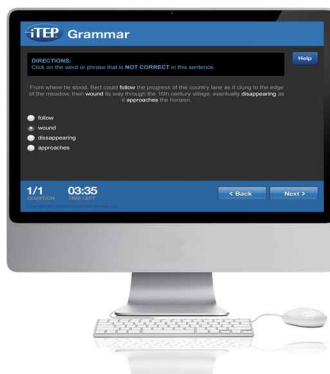 iTEP Grammar
DIRECTIONS:
Click on the word or phrase that is NOT CORRECT in this sentence.
Help
From where he stood, Bert could follow the progress of the country lane as it clung to the edge
of the meadow, then wound its way through the 16th century village, eventually disappearing as
it approaches the horizon.
follow
wound
dissappearing
approaches
1/1 03:35
QUESTION TIME LEFT
< Back Next >